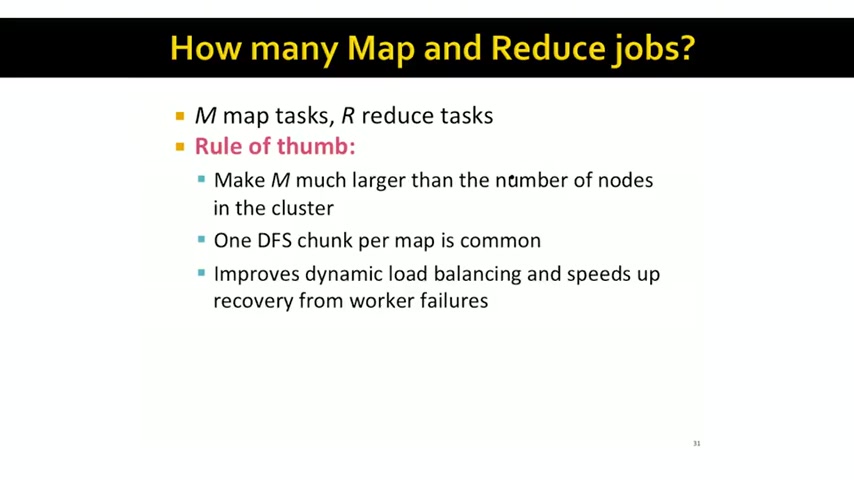 How many Map and Reduce jobs?
M map tasks, R reduce tasks
Rule of thumb:
Make M much larger than the number of nodes
in the cluster
One DFS chunk per map is common
Improves dynamic load balancing and speeds up
recovery from worker failures
31